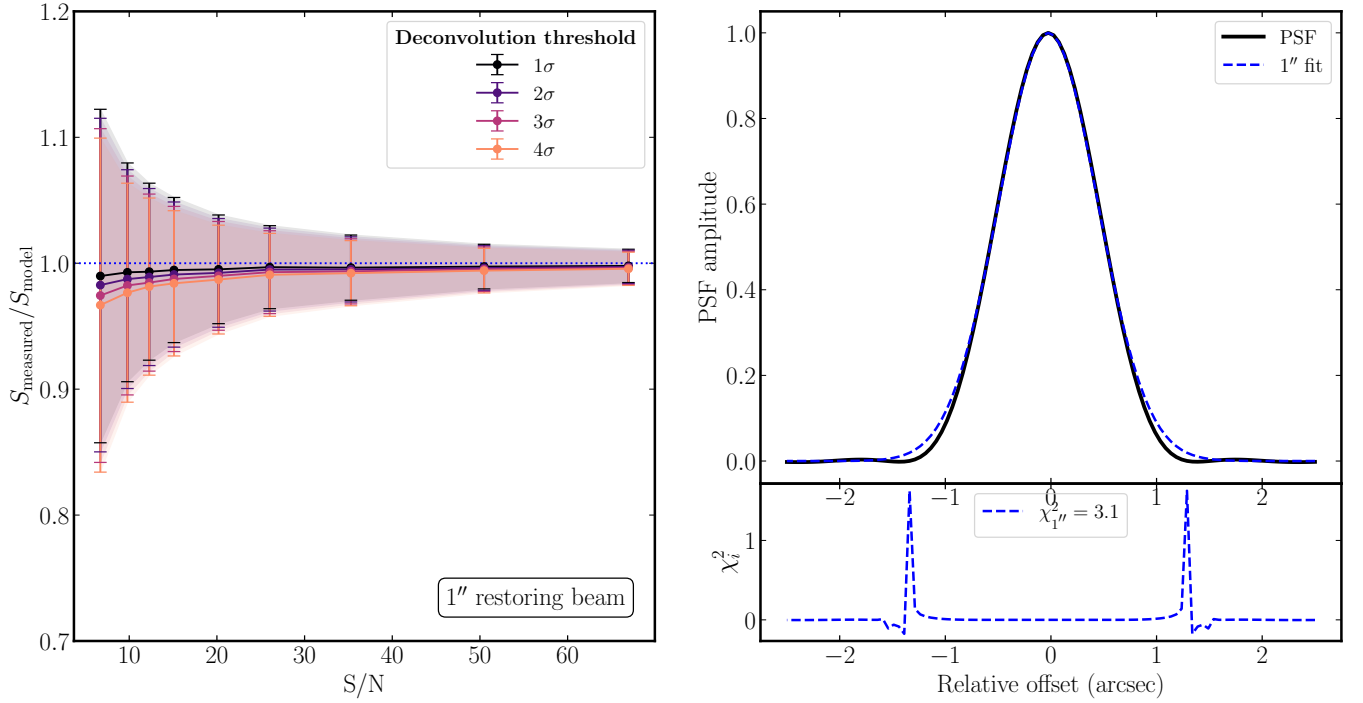 1.2
1.1
1.0
0.9
0.8
0.7
S_measured/S_model
Deconvolution threshold
1σ
2σ
3σ
4σ
1″ restoring beam
10
20
30
40
50
60
S/N
1.0
0.8
0.6
0.4
0.2
0.0
PSF amplitude
PSF
1″ fit
−2
−1
0
1
2
1
0
χ²ᵢ
χ²₁″ = 3.1
−2
−1
0
1
2
Relative offset (arcsec)